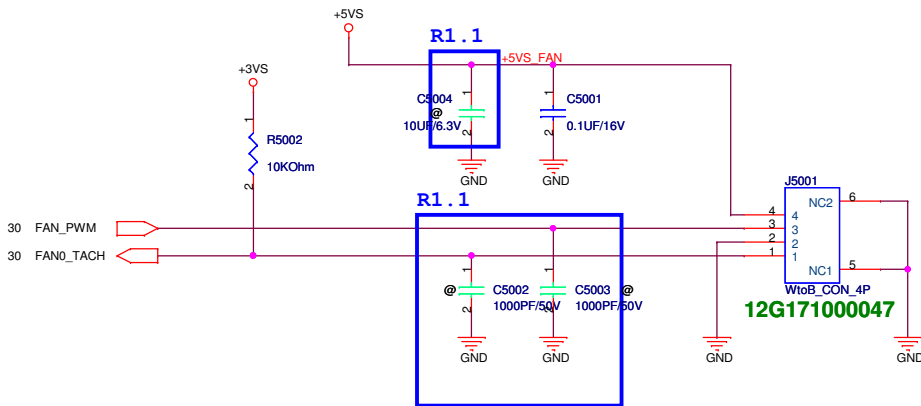 +5VS
R1.1
+5VS_FAN
+3VS
1
C5004
@
10UF/6.3V
2
GND
1
C5001
0.1UF/16V
2
GND
1
R5002
10KOhm
2
R1.1
J5001
30 FAN_PWM
30 FAN0_TACH
4 4
3 3
2 2
1 1
NC2 6
NC1 5
WtoB_CON_4P
12G171000047
1
@ C5002
1000PF/50V
2
GND
1
C5003 @
1000PF/50V
2
GND
GND
GND